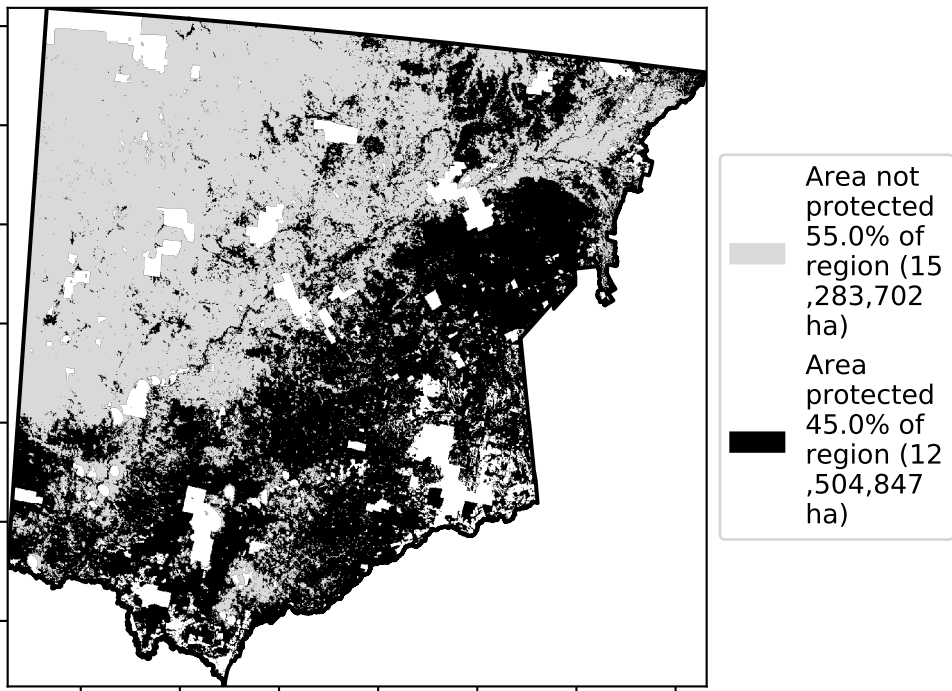 Area not
protected
55.0% of
region (15
,283,702
ha)
Area
protected
45.0% of
region (12
,504,847
ha)